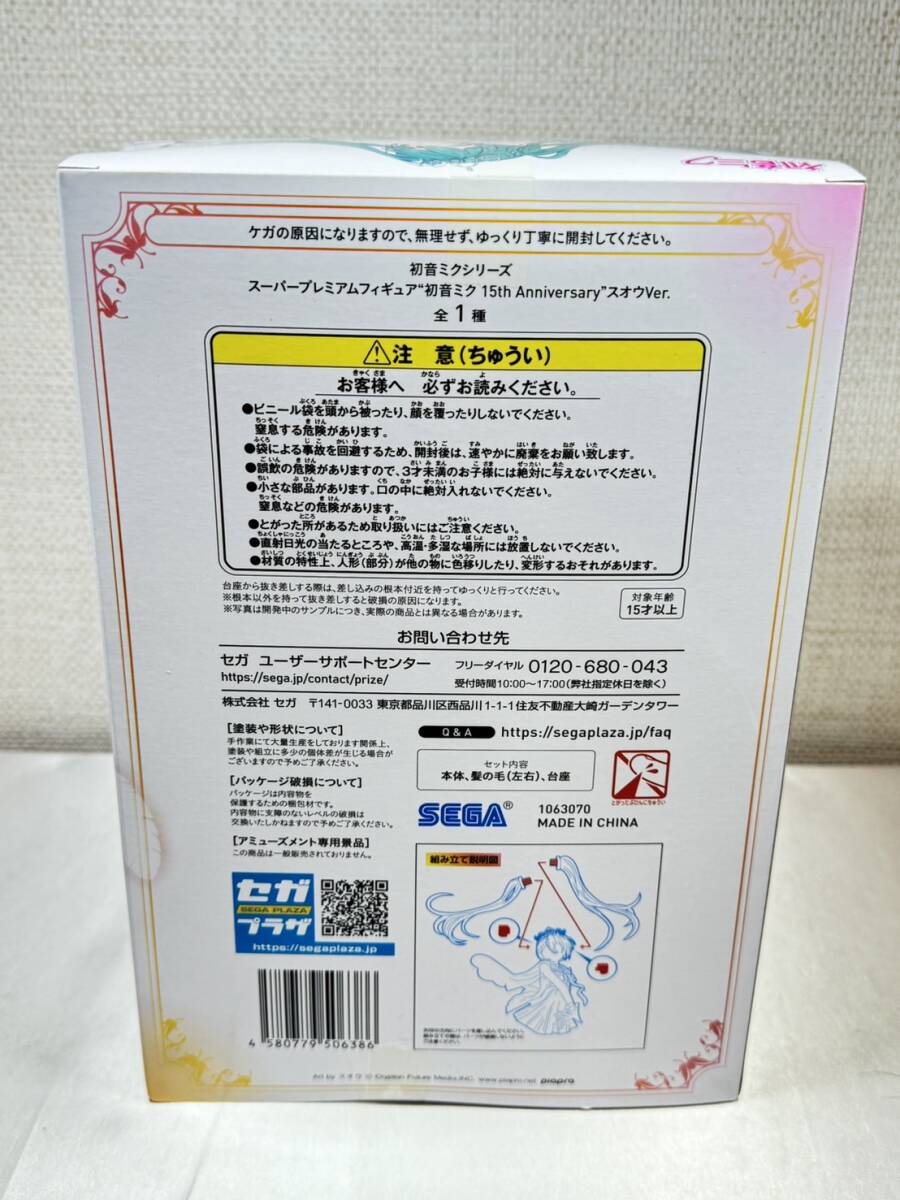 初音ミク
ケガの原因になりますので、無理せず、ゆっくり丁寧に開封してください。
初音ミクシリーズ
スーパープレミアムフィギュア“初音ミク 15th Anniversary”スオウVer.
全1種
注 意(ちゅうい)
お客様へ 必ずお読みください。
●ビニール袋を頭から被ったり、顔を覆ったりしないでください。
窒息する危険があります。
●袋による事故を回避するため、開封後は、速やかに廃棄をお願い致します。
●誤飲の危険がありますので、3才未満のお子様には絶対に与えないでください。
●小さな部品があります。口の中に絶対入れないでください。
窒息などの危険があります。
●とがった所があるため取り扱いにはご注意ください。
●直射日光の当たるところや、高温・多湿な場所には放置しないでください。
●材質の特性上、人形(部分)が他の物に色移りしたり、変形するおそれがあります。
台座から抜き差しする際は、差し込みの根本付近を持ってゆっくりと行ってください。
※根本以外を持って抜き差しすると破損の原因になります。
※写真は開発中のサンプルにつき、実際の商品とは異なる場合があります。
対象年齢
15才以上
お問い合わせ先
セガ ユーザーサポートセンター
https://sega.jp/contact/prize/
フリーダイヤル 0120-680-043
受付時間10:00~17:00(弊社指定休日を除く)
株式会社 セガ 〒141-0033 東京都品川区西品川1-1-1住友不動産大崎ガーデンタワー
[塗装や形状について]
手作業にて大量生産をしております関係上、
塗装や組立に多少の個体差が生じる場合が
ございますので予めご了承ください。
[パッケージ破損について]
パッケージは内容物を
保護するための梱包材です。
内容物に支障のないレベルの破損は
交換いたしかねますので予めご了承ください。
[アミューズメント専用景品]
この商品は一般販売されておりません。
Q & A https://segaplaza.jp/faq
セット内容
本体、髪の毛(左右)、台座
とがったぶひんにちゅうい
SEGA®
1063070
MADE IN CHINA
セガ
SEGA PLAZA
プラザ
https://segaplaza.jp
組み立て説明図
4 580779 506386
Art by スオウ © Crypton Future Media, INC. www.piapro.net piapro